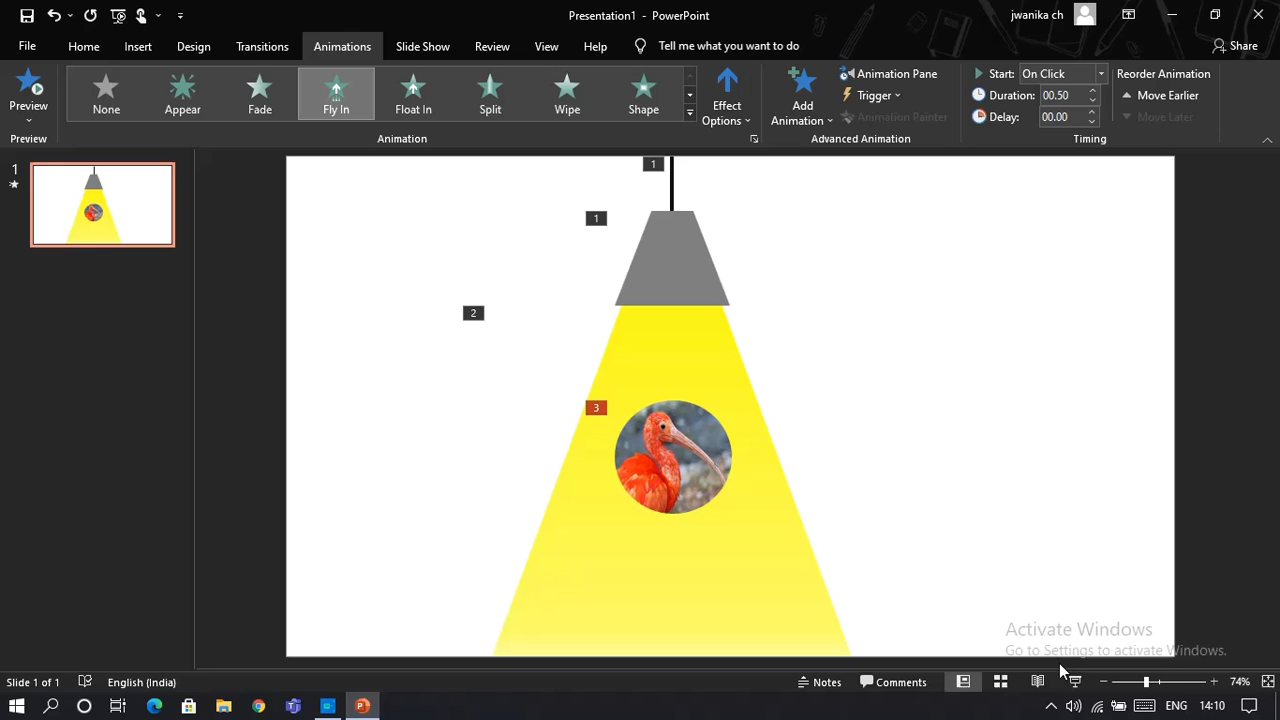 Presentation1 - PowerPoint
jwanika ch
File
Home
Insert
Design
Transitions
Animations
Slide Show
Review
View
Help
Tell me what you want to do
Share
Preview
None
Appear
Fade
Fly In
Float In
Split
Wipe
Shape
Effect Options
Add Animation
Animation Pane
Trigger
Animation Painter
Start: On Click
Duration: 00.50
Delay: 00.00
Reorder Animation
Move Earlier
Move Later
Preview
Animation
Advanced Animation
Timing
1
1
1
2
3
Activate Windows
Go to Settings to activate Windows.
Slide 1 of 1
English (India)
Notes
Comments
74%
ENG
14:10